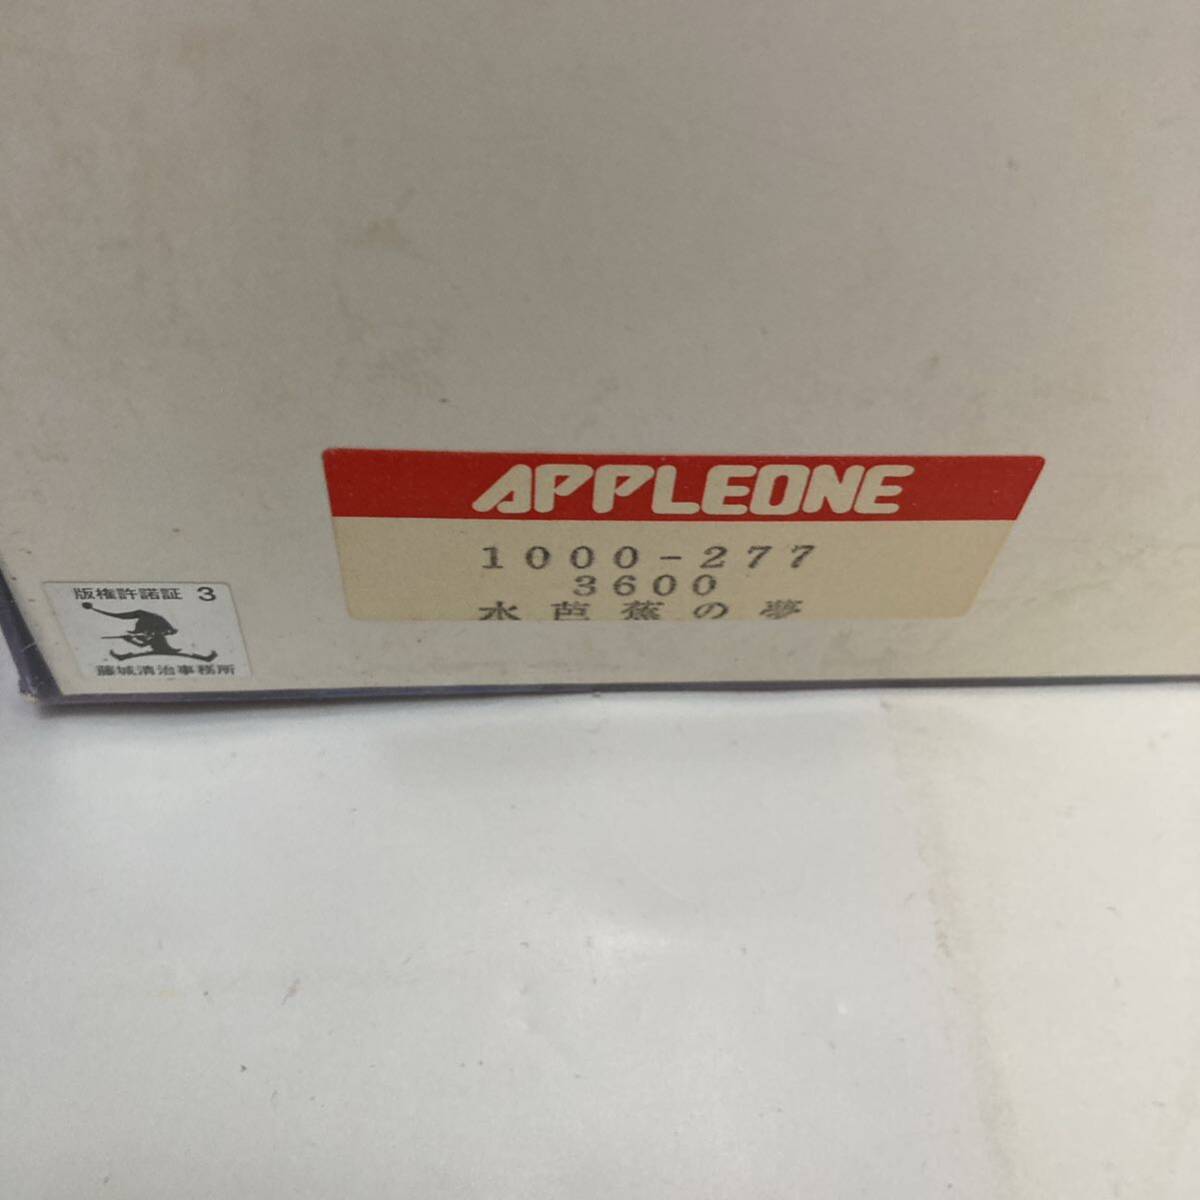 APPLEONE
1000-277
3600
水芭蕉の夢
版権許諾証 3
藤城清治事務所